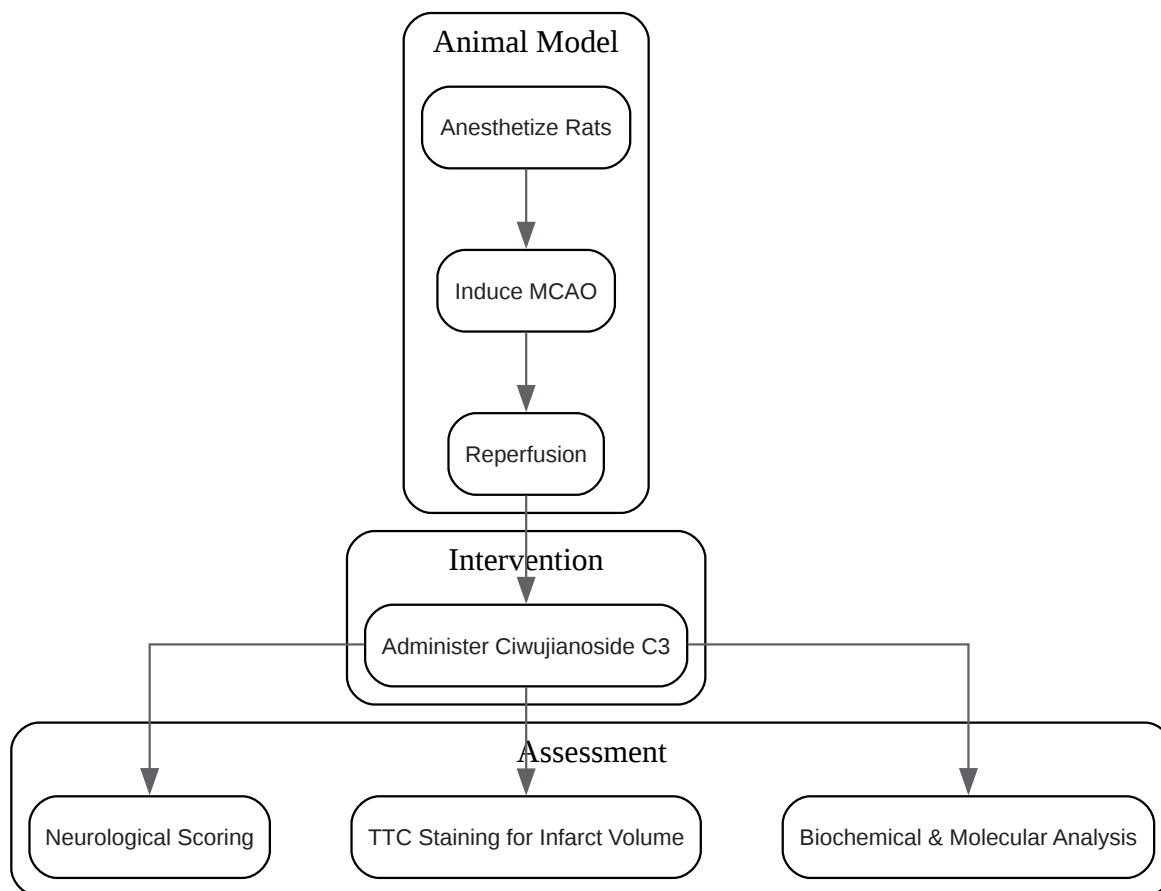 Animal Model
Anesthetize Rats
Induce MCAO
Reperfusion
Intervention
Administer Ciwujianoside C3
Assessment
Neurological Scoring
TTC Staining for Infarct Volume
Biochemical & Molecular Analysis